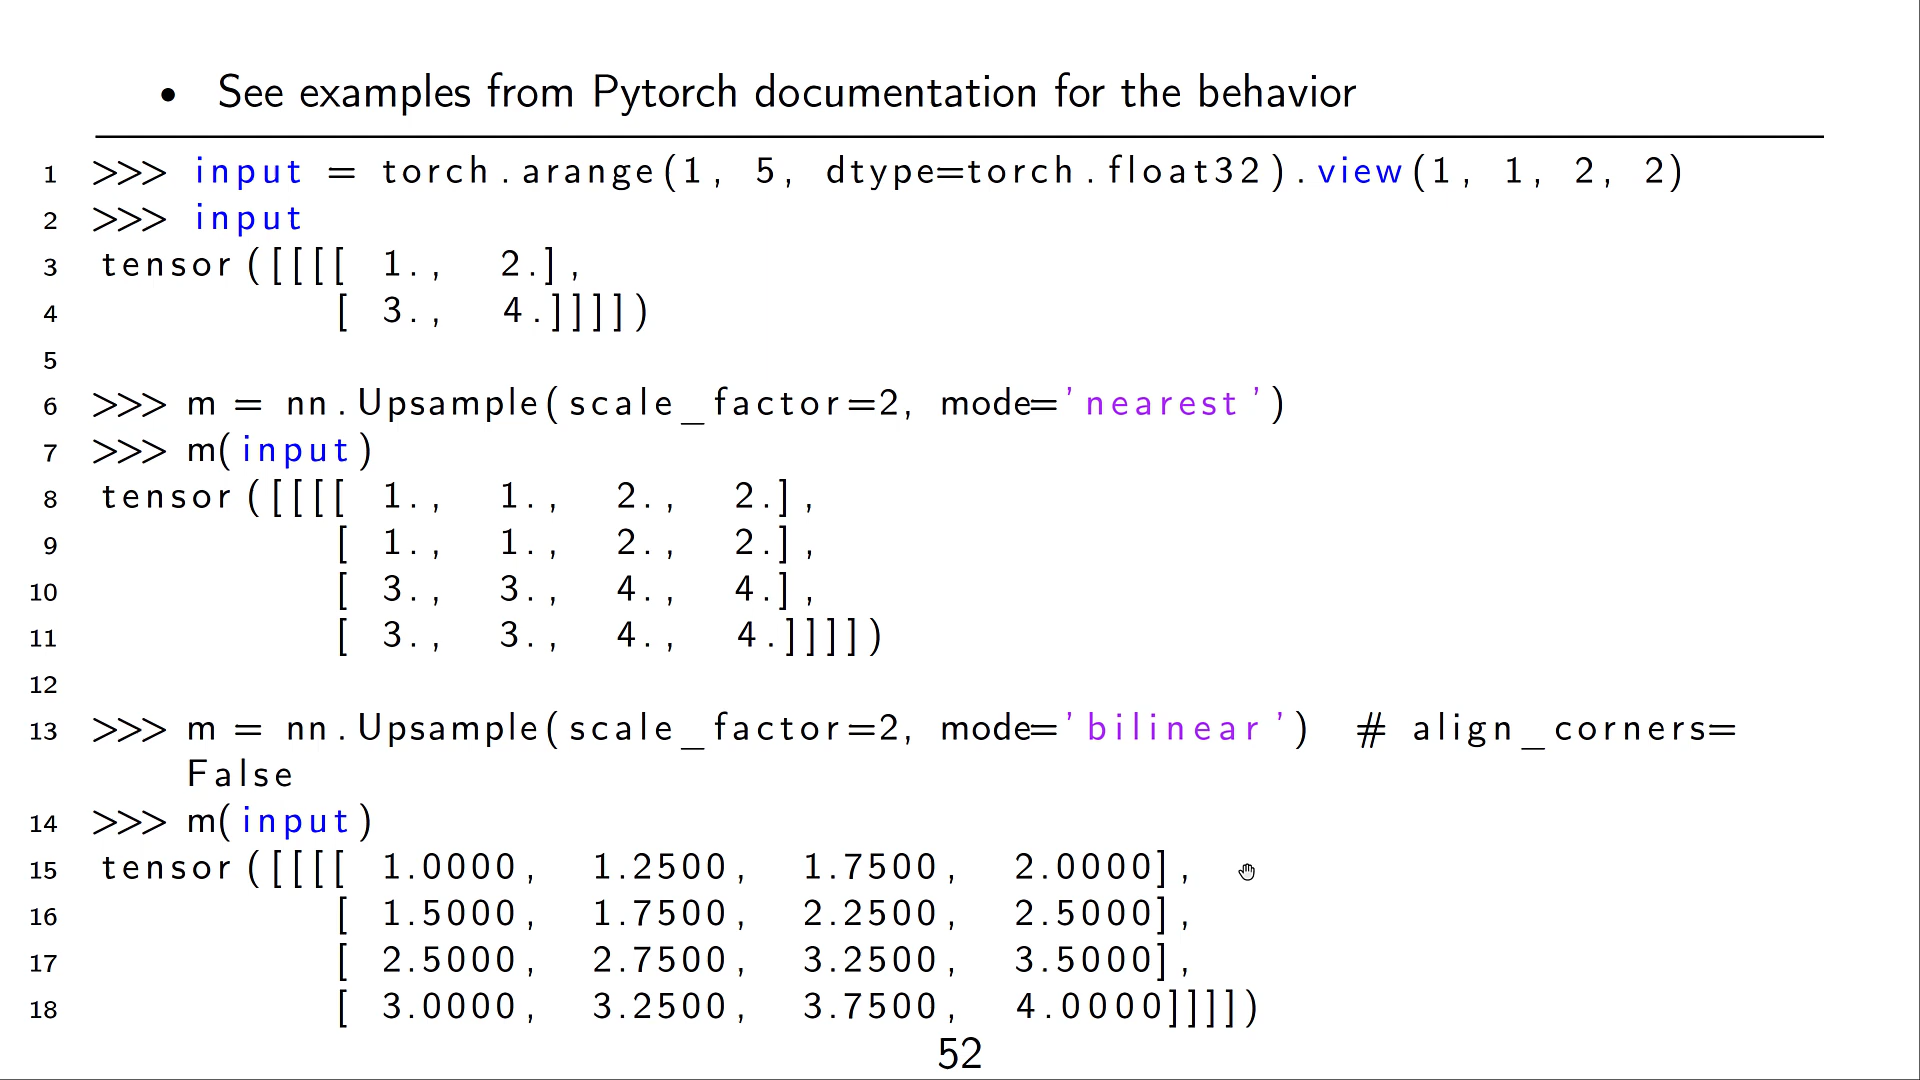 • See examples from Pytorch documentation for the behavior
1 >>> input = torch.arange(1, 5, dtype=torch.float32).view(1, 1, 2, 2)
2 >>> input
3 tensor([[[[ 1., 2.],
4 [ 3., 4.]]]])
5
6 >>> m = nn.Upsample(scale_factor=2, mode='nearest')
7 >>> m(input)
8 tensor([[[[ 1., 1., 2., 2.],
9 [ 1., 1., 2., 2.],
10 [ 3., 3., 4., 4.],
11 [ 3., 3., 4., 4.]]]])
12
13 >>> m = nn.Upsample(scale_factor=2, mode='bilinear') # align_corners=
False
14 >>> m(input)
15 tensor([[[[ 1.0000, 1.2500, 1.7500, 2.0000],
16 [ 1.5000, 1.7500, 2.2500, 2.5000],
17 [ 2.5000, 2.7500, 3.2500, 3.5000],
18 [ 3.0000, 3.2500, 3.7500, 4.0000]]]])
52